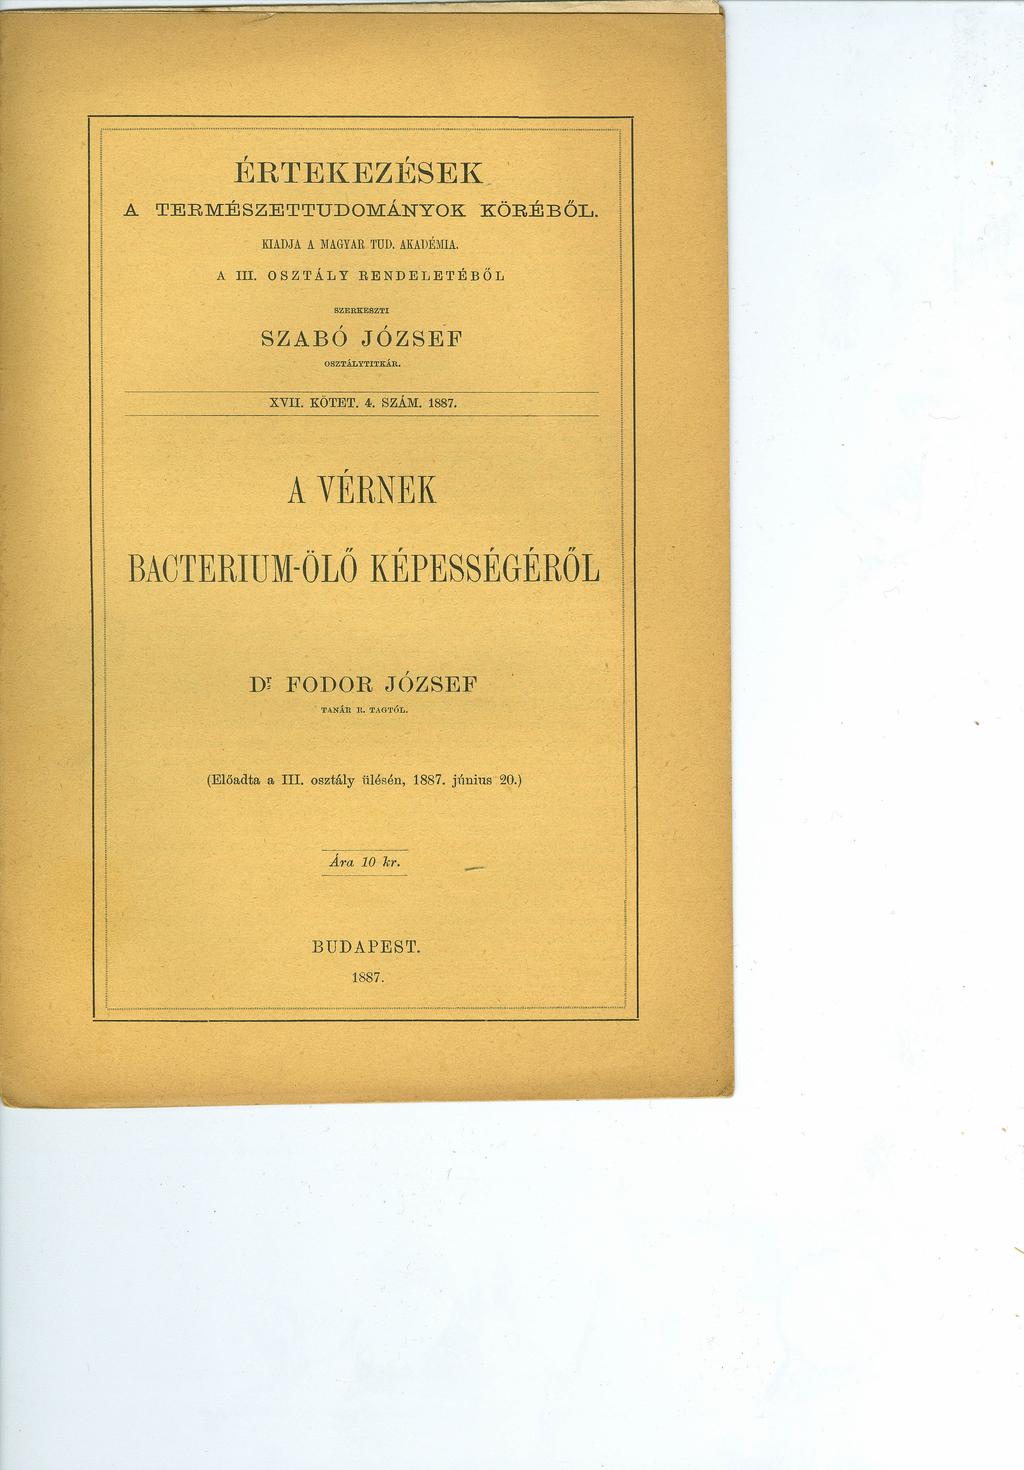 ÉRTEKEZÉSEK
A TERMÉSZETTUDOMÁNYOK KÖRÉBŐL.
KIADJA A MAGYAR TUD. AKADÉMIA.
A III. OSZTÁLY RENDELETÉBŐL
SZERKESZTI
SZABÓ JÓZSEF
OSZTÁLYTITKÁR.
XVII. KÖTET. 4. SZÁM. 1887.
A VÉRNEK
BACTERIUM-ÖLŐ KÉPESSÉGÉRŐL
Dr FODOR JÓZSEF
TANÁR R. TAGTÓL.
(Előadta a III. osztály ülésén, 1887. június 20.)
Ára 10 kr.
BUDAPEST.
1887.